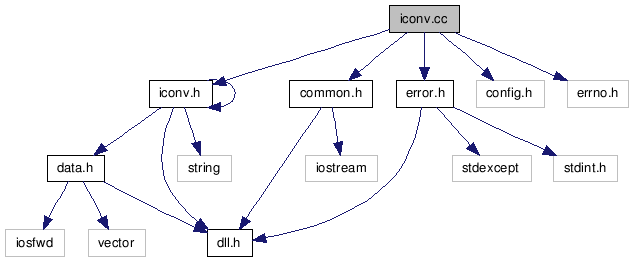 iconv.cc
iconv.h
common.h
error.h
config.h
errno.h
data.h
string
iostream
stdexcept
stdint.h
iosfwd
vector
dll.h